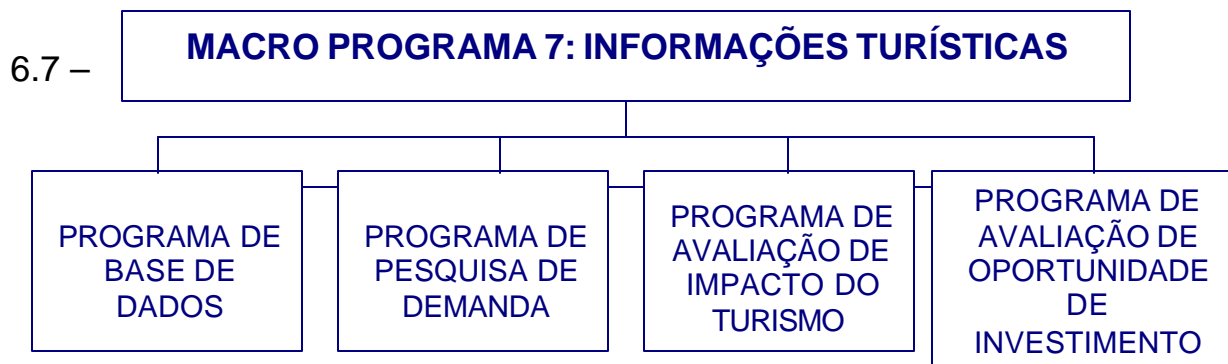 6.7 –
MACRO PROGRAMA 7: INFORMAÇÕES TURÍSTICAS
PROGRAMA DE
BASE DE
DADOS
PROGRAMA DE
PESQUISA DE
DEMANDA
PROGRAMA DE
AVALIAÇÃO DE
IMPACTO DO
TURISMO
PROGRAMA DE
AVALIAÇÃO DE
OPORTUNIDADE
DE
INVESTIMENTO